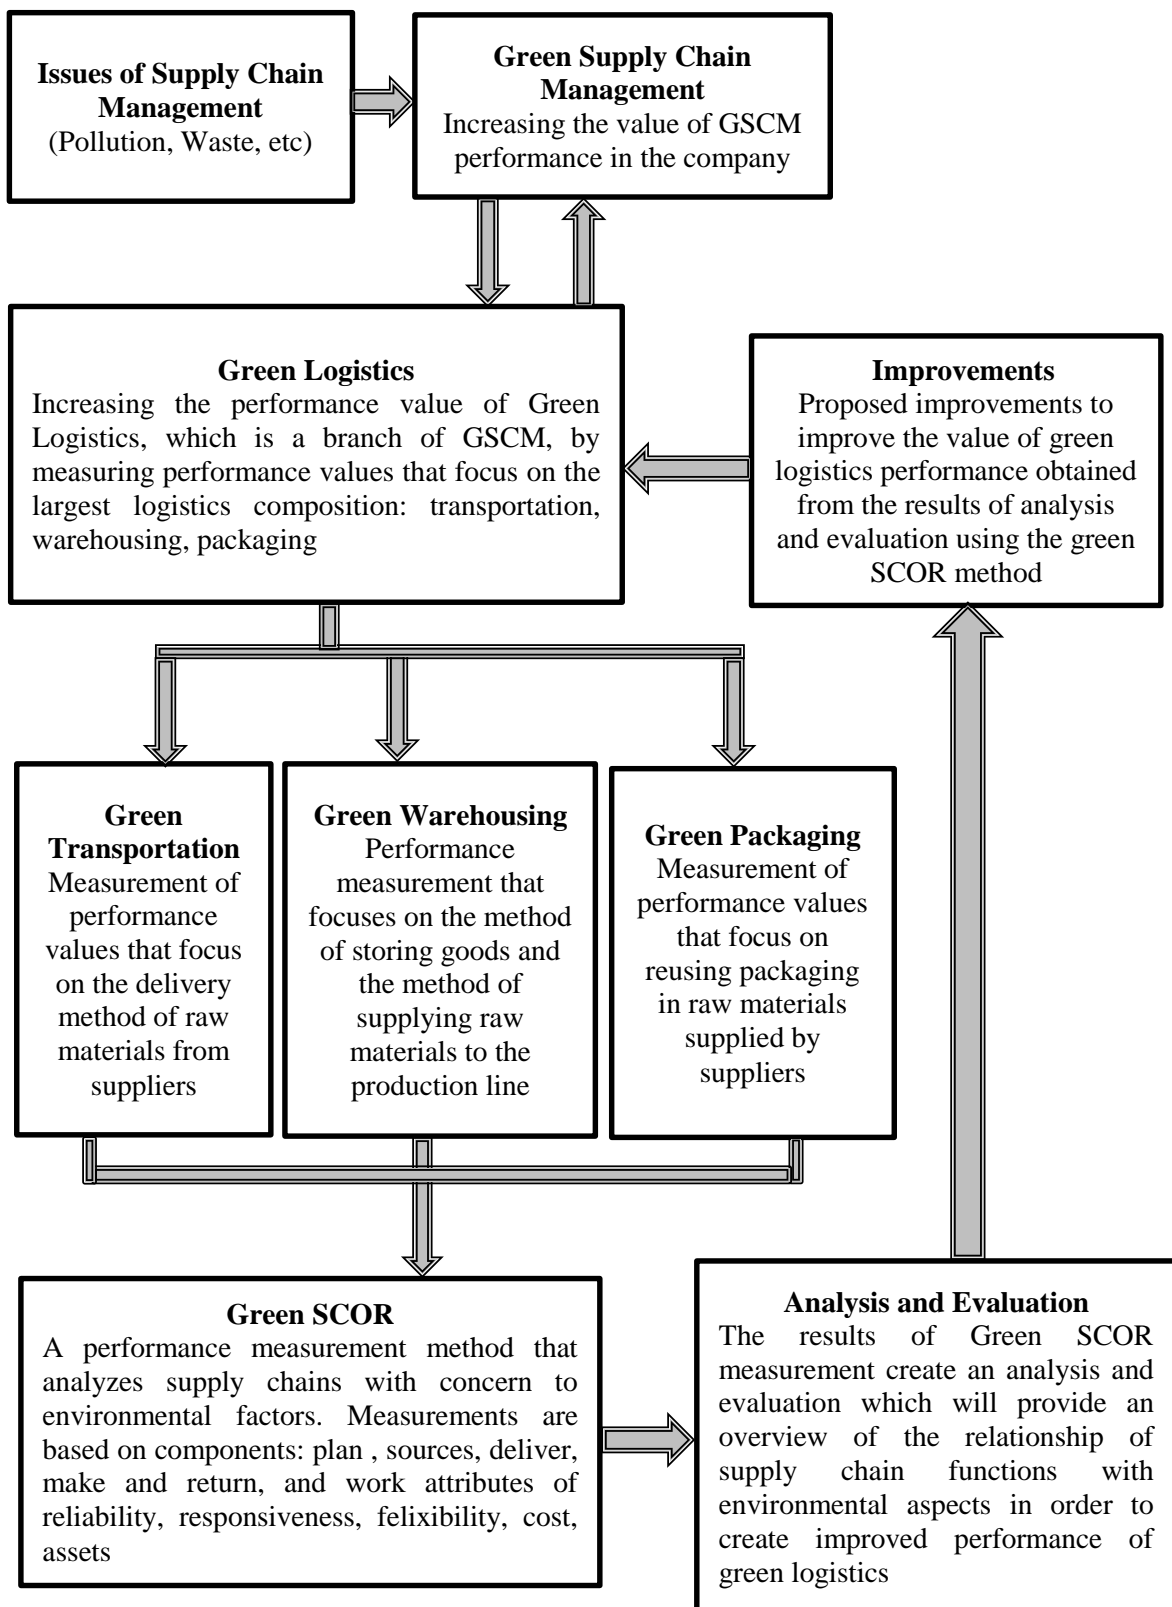 Issues of Supply Chain
Management
(Pollution, Waste, etc)
Green Supply Chain
Management
Increasing the value of GSCM
performance in the company
Green Logistics
Increasing the performance value of Green
Logistics, which is a branch of GSCM, by
measuring performance values that focus on the
largest logistics composition: transportation,
warehousing, packaging
Improvements
Proposed improvements to
improve the value of green
logistics performance obtained
from the results of analysis
and evaluation using the green
SCOR method
Green
Transportation
Measurement of
performance
values that focus
on the delivery
method of raw
materials from
suppliers
Green Warehousing
Performance
measurement that
focuses on the method
of storing goods and
the method of
supplying raw
materials to the
production line
Green Packaging
Measurement of
performance values
that focus on
reusing packaging
in raw materials
supplied by
suppliers
Green SCOR
A performance measurement method that
analyzes supply chains with concern to
environmental factors. Measurements are
based on components: plan , sources, deliver,
make and return, and work attributes of
reliability, responsiveness, felixibility, cost,
assets
Analysis and Evaluation
The results of Green SCOR
measurement create an analysis and
evaluation which will provide an
overview of the relationship of
supply chain functions with
environmental aspects in order to
create improved performance of
green logistics